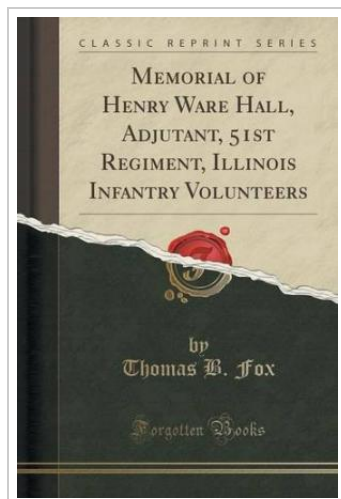 CLASSIC REPRINT SERIES
MEMORIAL OF
HENRY WARE HALL,
ADJUTANT, 51ST
REGIMENT, ILLINOIS
INFANTRY VOLUNTEERS
by
Thomas B. Fox
Forgotten Books